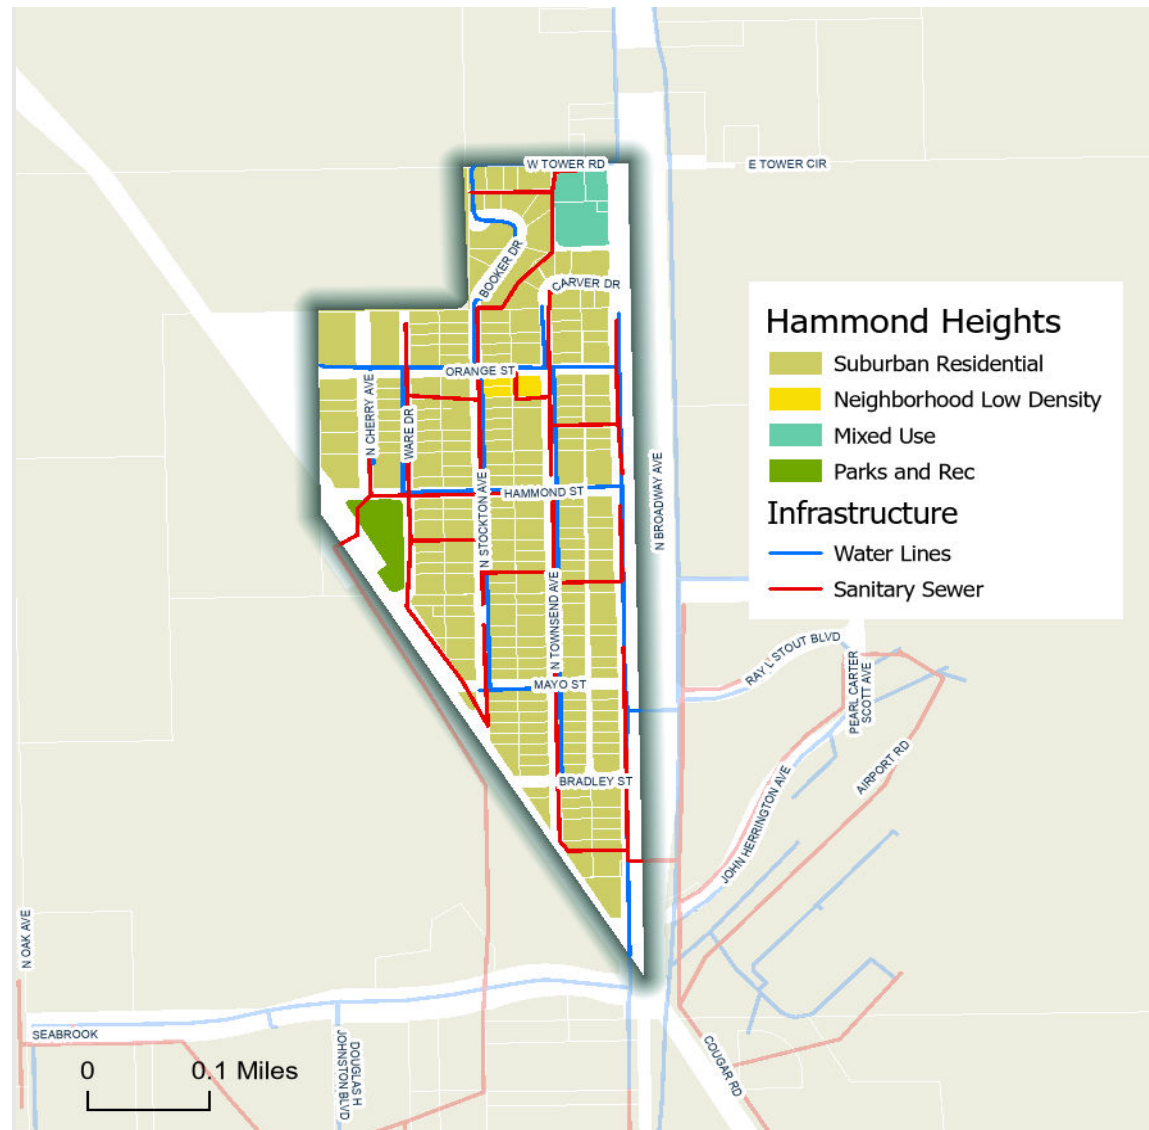 W TOWER RD
E TOWER CIR
BOOKER DR
CARVER DR
Hammond Heights
Suburban Residential
Neighborhood Low Density
Mixed Use
Parks and Rec
Infrastructure
Water Lines
Sanitary Sewer
ORANGE ST
N CHERRY AVE
WARE DR
N STOCKTON AVE
HAMMOND ST
N BROADWAY AVE
N TOWNSEND AVE
MAYO ST
RAY L STOUT BLVD
PEARL CARTER
SCOTT AVE
AIRPORT RD
BRADLEY ST
JOHN HERRINGTON AVE
N OAK AVE
SEABROOK
DOUGLAS H
JOHNSTON BLVD
COUGAR RD
0 0.1 Miles